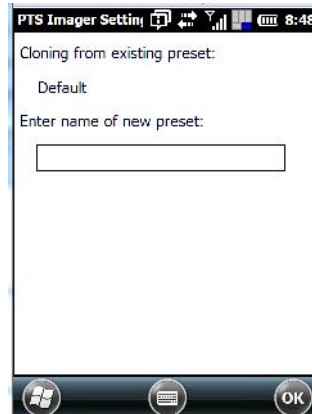 PTS Imager Settin 8:48
Cloning from existing preset:
Default
Enter name of new preset:
OK